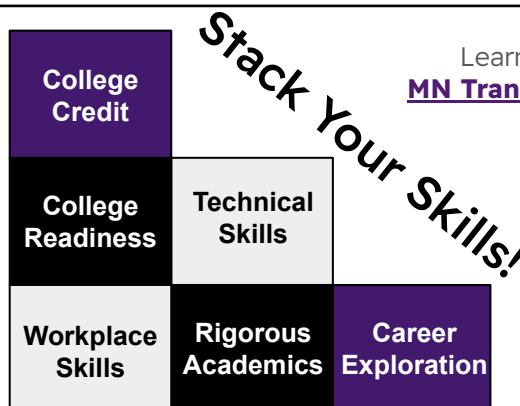 Stack Your Skills!
Learn
MN Tran
College
Credit
College
Readiness
Technical
Skills
Workplace
Skills
Rigorous
Academics
Career
Exploration